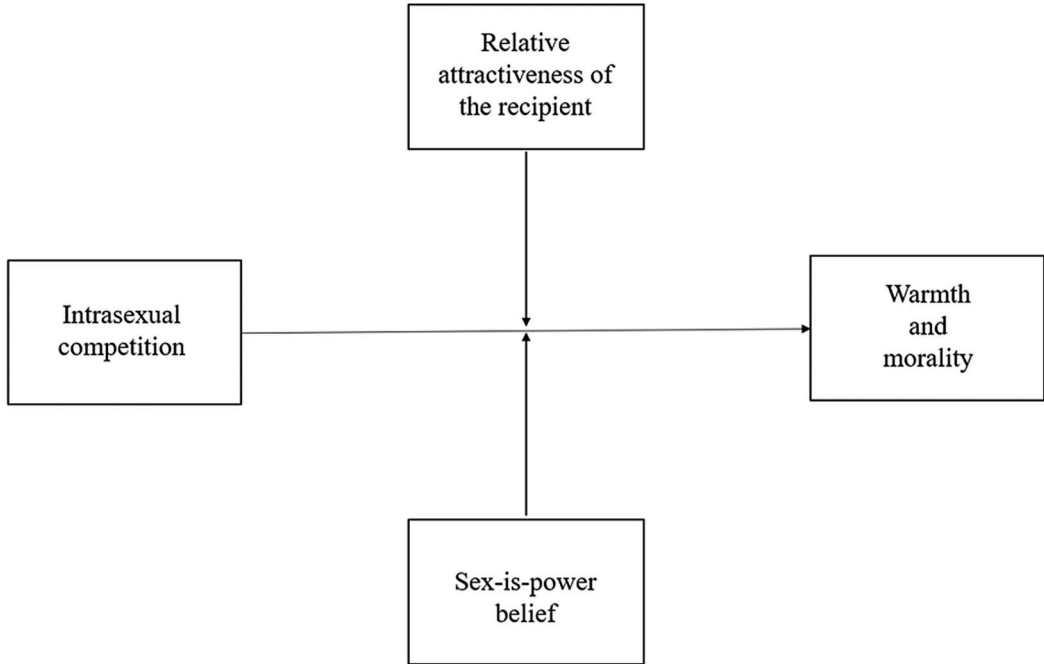 Relative
attractiveness of
the recipient
Intrasexual
competition
Warmth
and
morality
Sex-is-power
belief